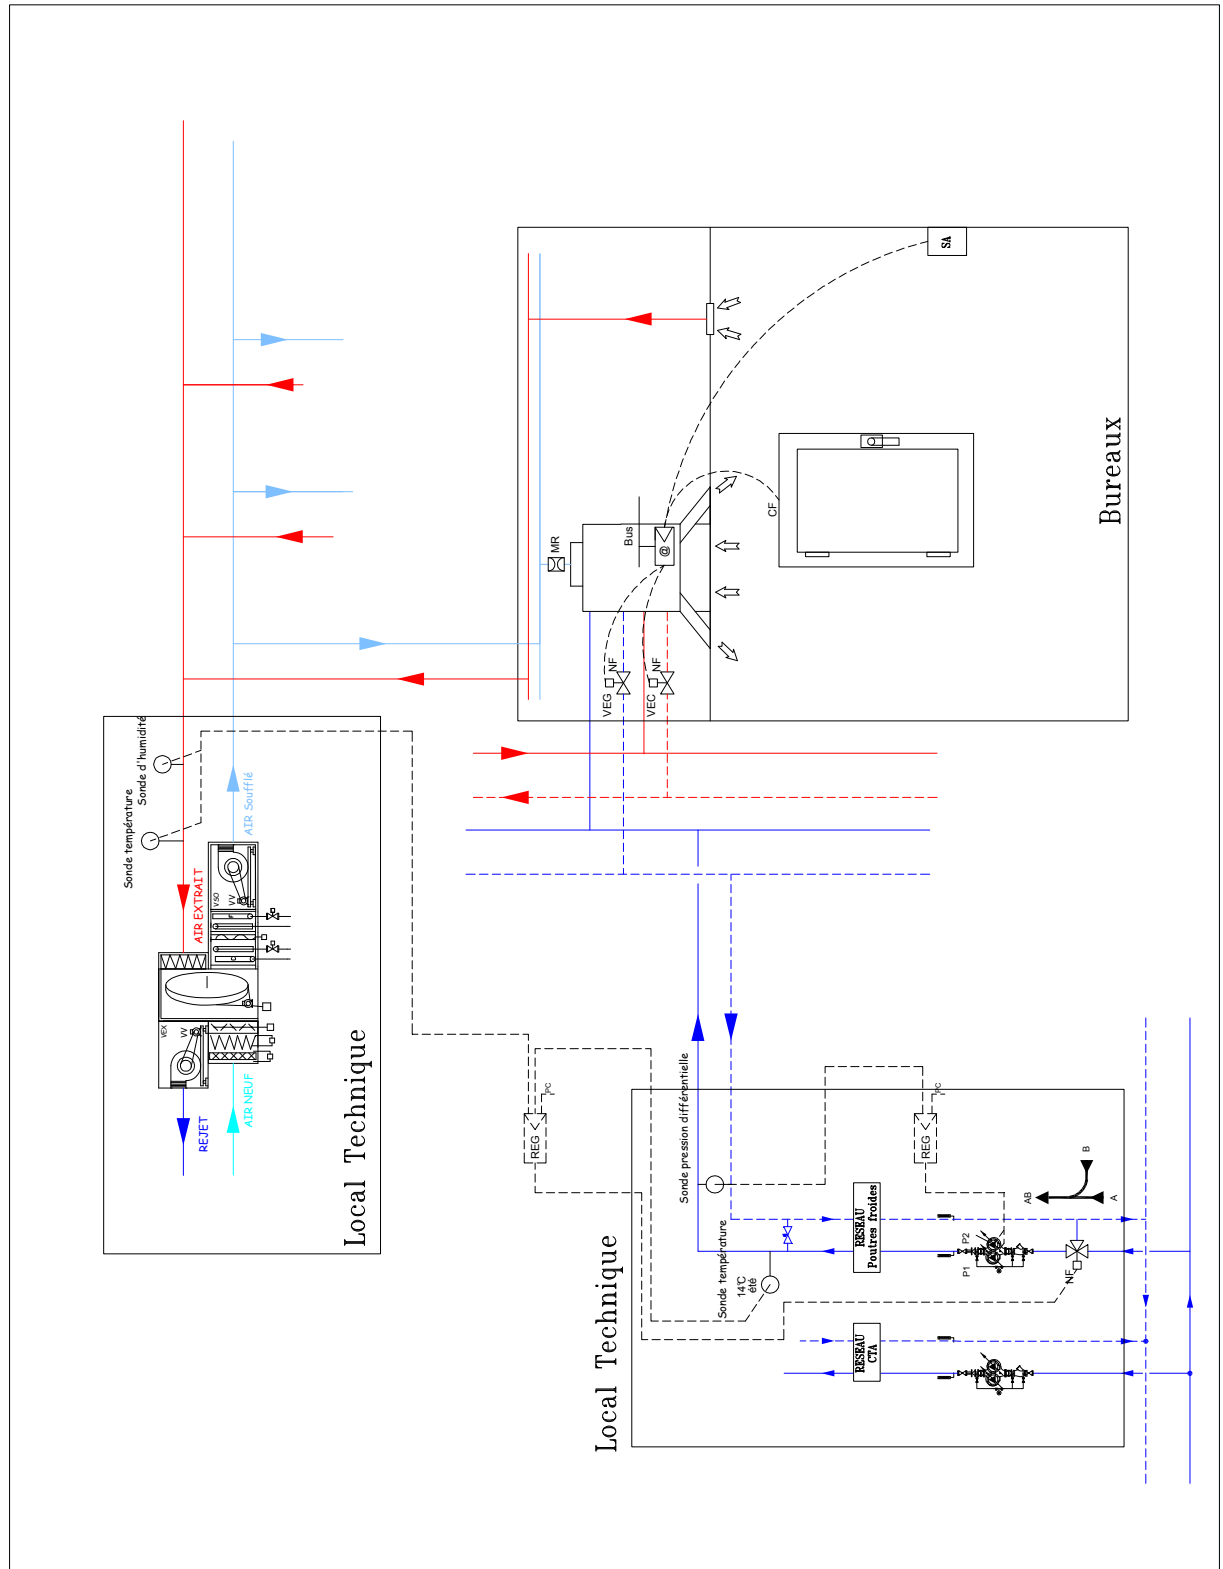 Sonde température
Sonde d'humidité
AIR Soufflé
AIR EXTRAIT
VSO
VV
F
C
VEX
VV
REJET
AIR NEUF
Local Technique
MR
Bus
@
NF
VEG
NF
VEC
CF
SA
Bureaux
REG
PC
Local Technique
Sonde pression différentielle
Sonde température
14°C
été
REG
PC
RESEAU
Poutres froides
P1
P2
NF
AB
A
B
RESEAU
CTA